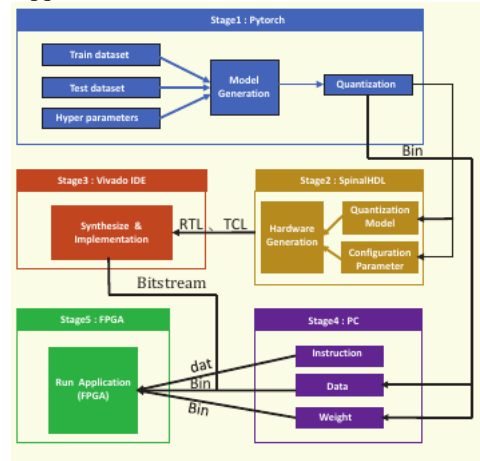 Stage1 : Pytorch
Train dataset
Test dataset
Hyper parameters
Model
Generation
Quantization
Bin
Stage3 : Vivado IDE
Synthesize &
Implementation
RTL 、 TCL
Stage2 : SpinalHDL
Hardware
Generation
Quantization
Model
Configuration
Parameter
Bitstream
Stage5 : FPGA
Run Application
(FPGA)
dat
Bin
Bin
Stage4 : PC
Instruction
Data
Weight